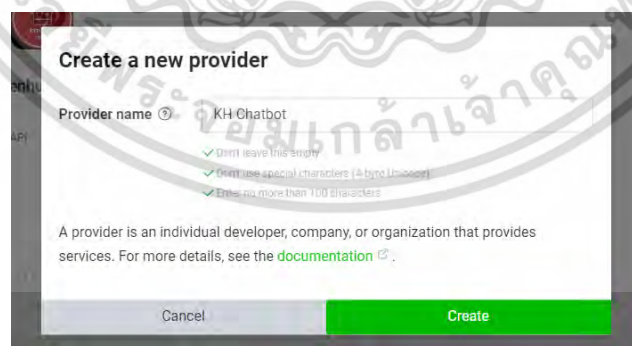 Create a new provider
Provider name
KH Chatbot
Don't leave this empty
Don't use special characters (4-byte Unicode)
Enter no more than 100 characters
A provider is an individual developer, company, or organization that provides
services. For more details, see the documentation .
Cancel
Create
API